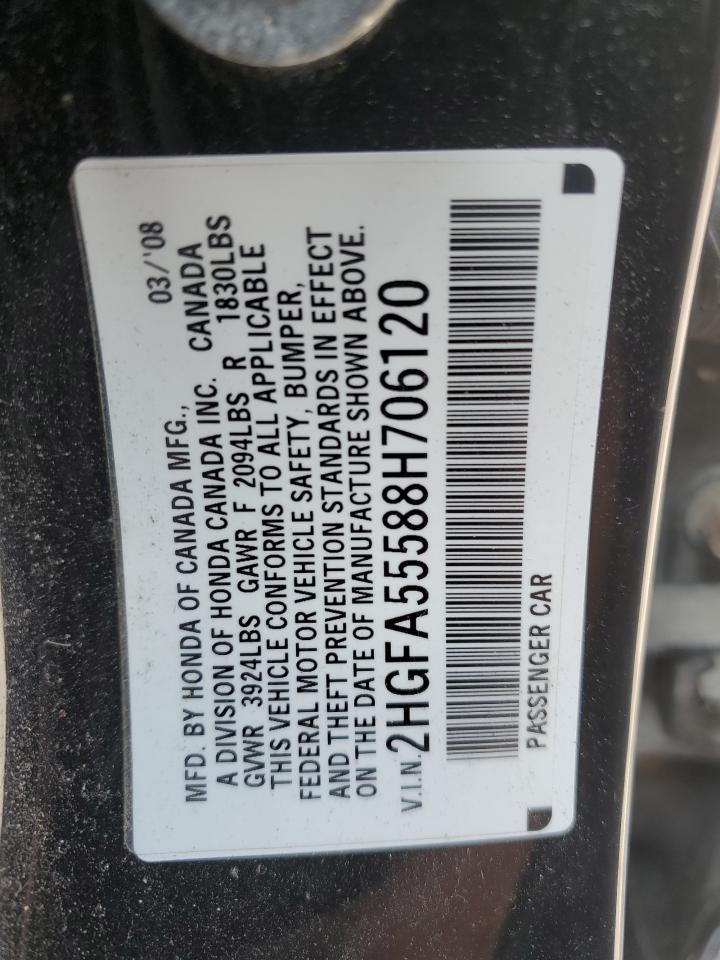 MFD. BY HONDA OF CANADA MFG., 03/'08
A DIVISION OF HONDA CANADA INC. CANADA
GVWR 3924LBS GAWR F 2094LBS R 1830LBS
THIS VEHICLE CONFORMS TO ALL APPLICABLE
FEDERAL MOTOR VEHICLE SAFETY, BUMPER,
AND THEFT PREVENTION STANDARDS IN EFFECT
ON THE DATE OF MANUFACTURE SHOWN ABOVE.
V.I.N. 2HGFA55588H706120
PASSENGER CAR